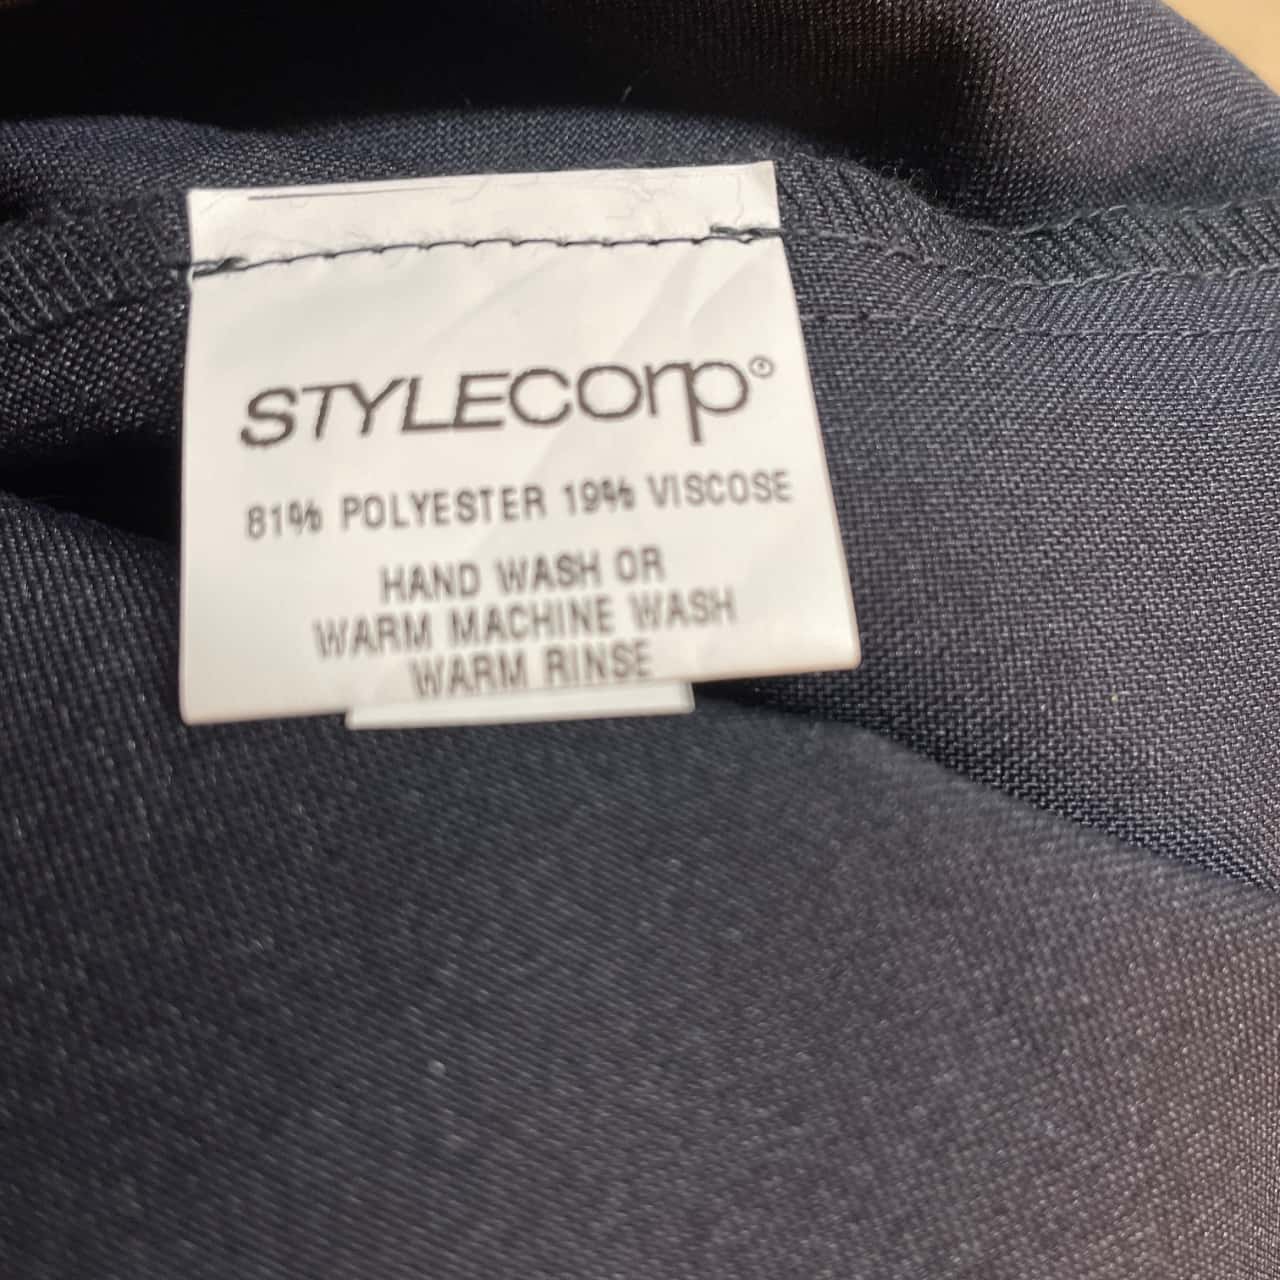 STYLECorp®
81% POLYESTER 19% VISCOSE
HAND WASH OR
WARM MACHINE WASH
WARM RINSE